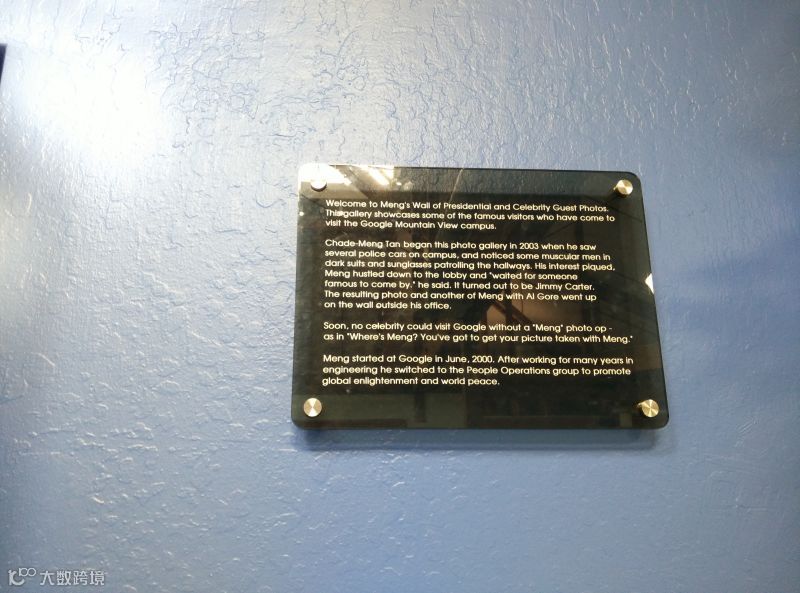 Welcome to Meng's Wall of Presidential and Celebrity Guest Photos.
This gallery showcases some of the famous visitors who have come to
visit the Google Mountain View campus.
Chade-Meng Tan began this photo gallery in 2003 when he saw
several police cars on campus, and noticed some muscular men in
dark suits and sunglasses patrolling the hallways. His interest piqued,
Meng hustled down to the lobby and "waited for someone
famous to come by." he said. It turned out to be Jimmy Carter.
The resulting photo and another of Meng with Al Gore went up
on the wall outside his office.
Soon, no celebrity could visit Google without a "Meng" photo op -
as in "Where's Meng? You've got to get your picture taken with Meng."
Meng started at Google in June, 2000. After working for many years in
engineering he switched to the People Operations group to promote
global enlightenment and world peace.
大数跨境